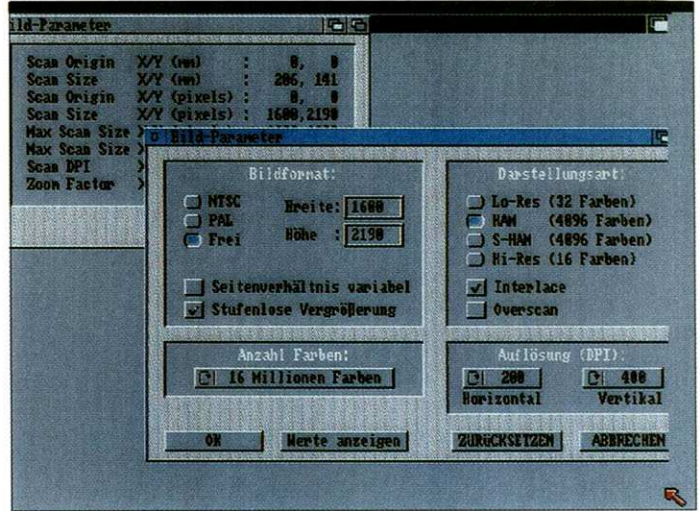 ild-Parameter
Scan Origin X/Y (mm) : 0, 0
Scan Size X/Y (mm) : 206, 141
Scan Origin X/Y (pixels) : 0, 0
Scan Size X/Y (pixels) : 1600,2190
Max Scan Size
Max Scan Size
Scan DPI
Zoom Factor
Bild-Parameter
Bildformat:
NTSC
PAL
Frei
Breite: 1600
Höhe : 2190
Seitenverhältnis variabel
Stufenlose Vergrößerung
Darstellungsart:
Lo-Res (32 Farben)
HAM (4096 Farben)
S-HAM (4096 Farben)
Hi-Res (16 Farben)
Interlace
Overscan
Anzahl Farben:
16 Millionen Farben
Auflösung (DPI):
200 400
Horizontal Vertikal
OK Werte anzeigen ZURÜCKSETZEN ABBRECHEN